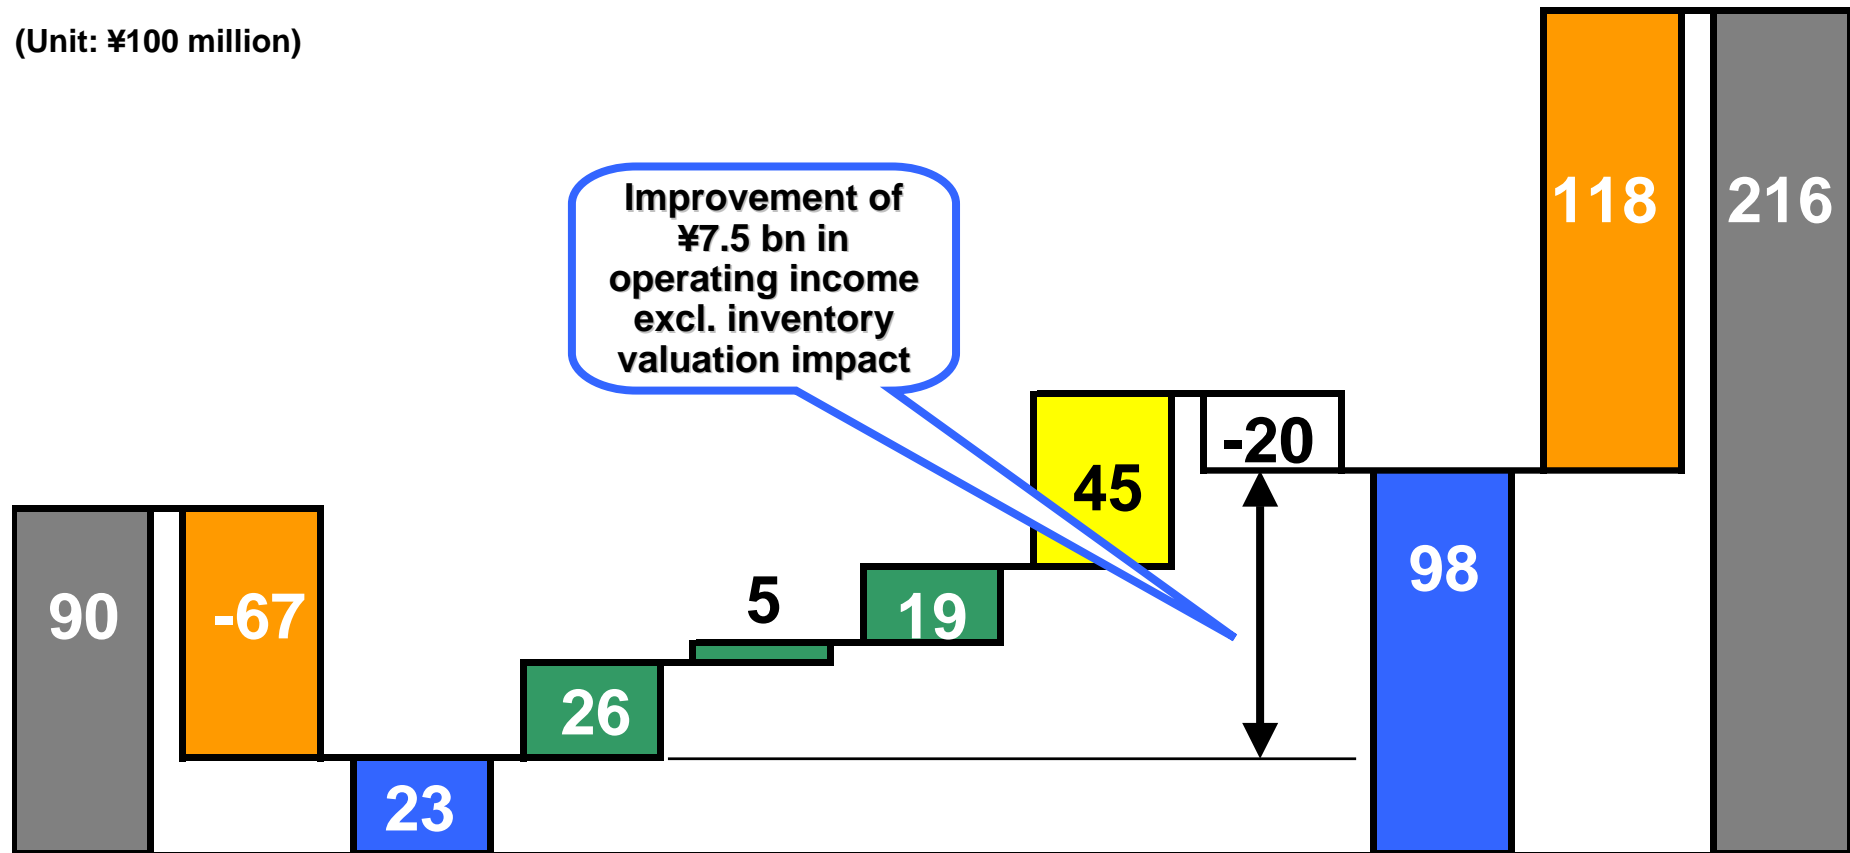 (Unit: ¥100 million)
118
216
Improvement of
¥7.5 bn in
operating income
excl. inventory
valuation impact
-20
45
98
90
-67
5
19
26
23